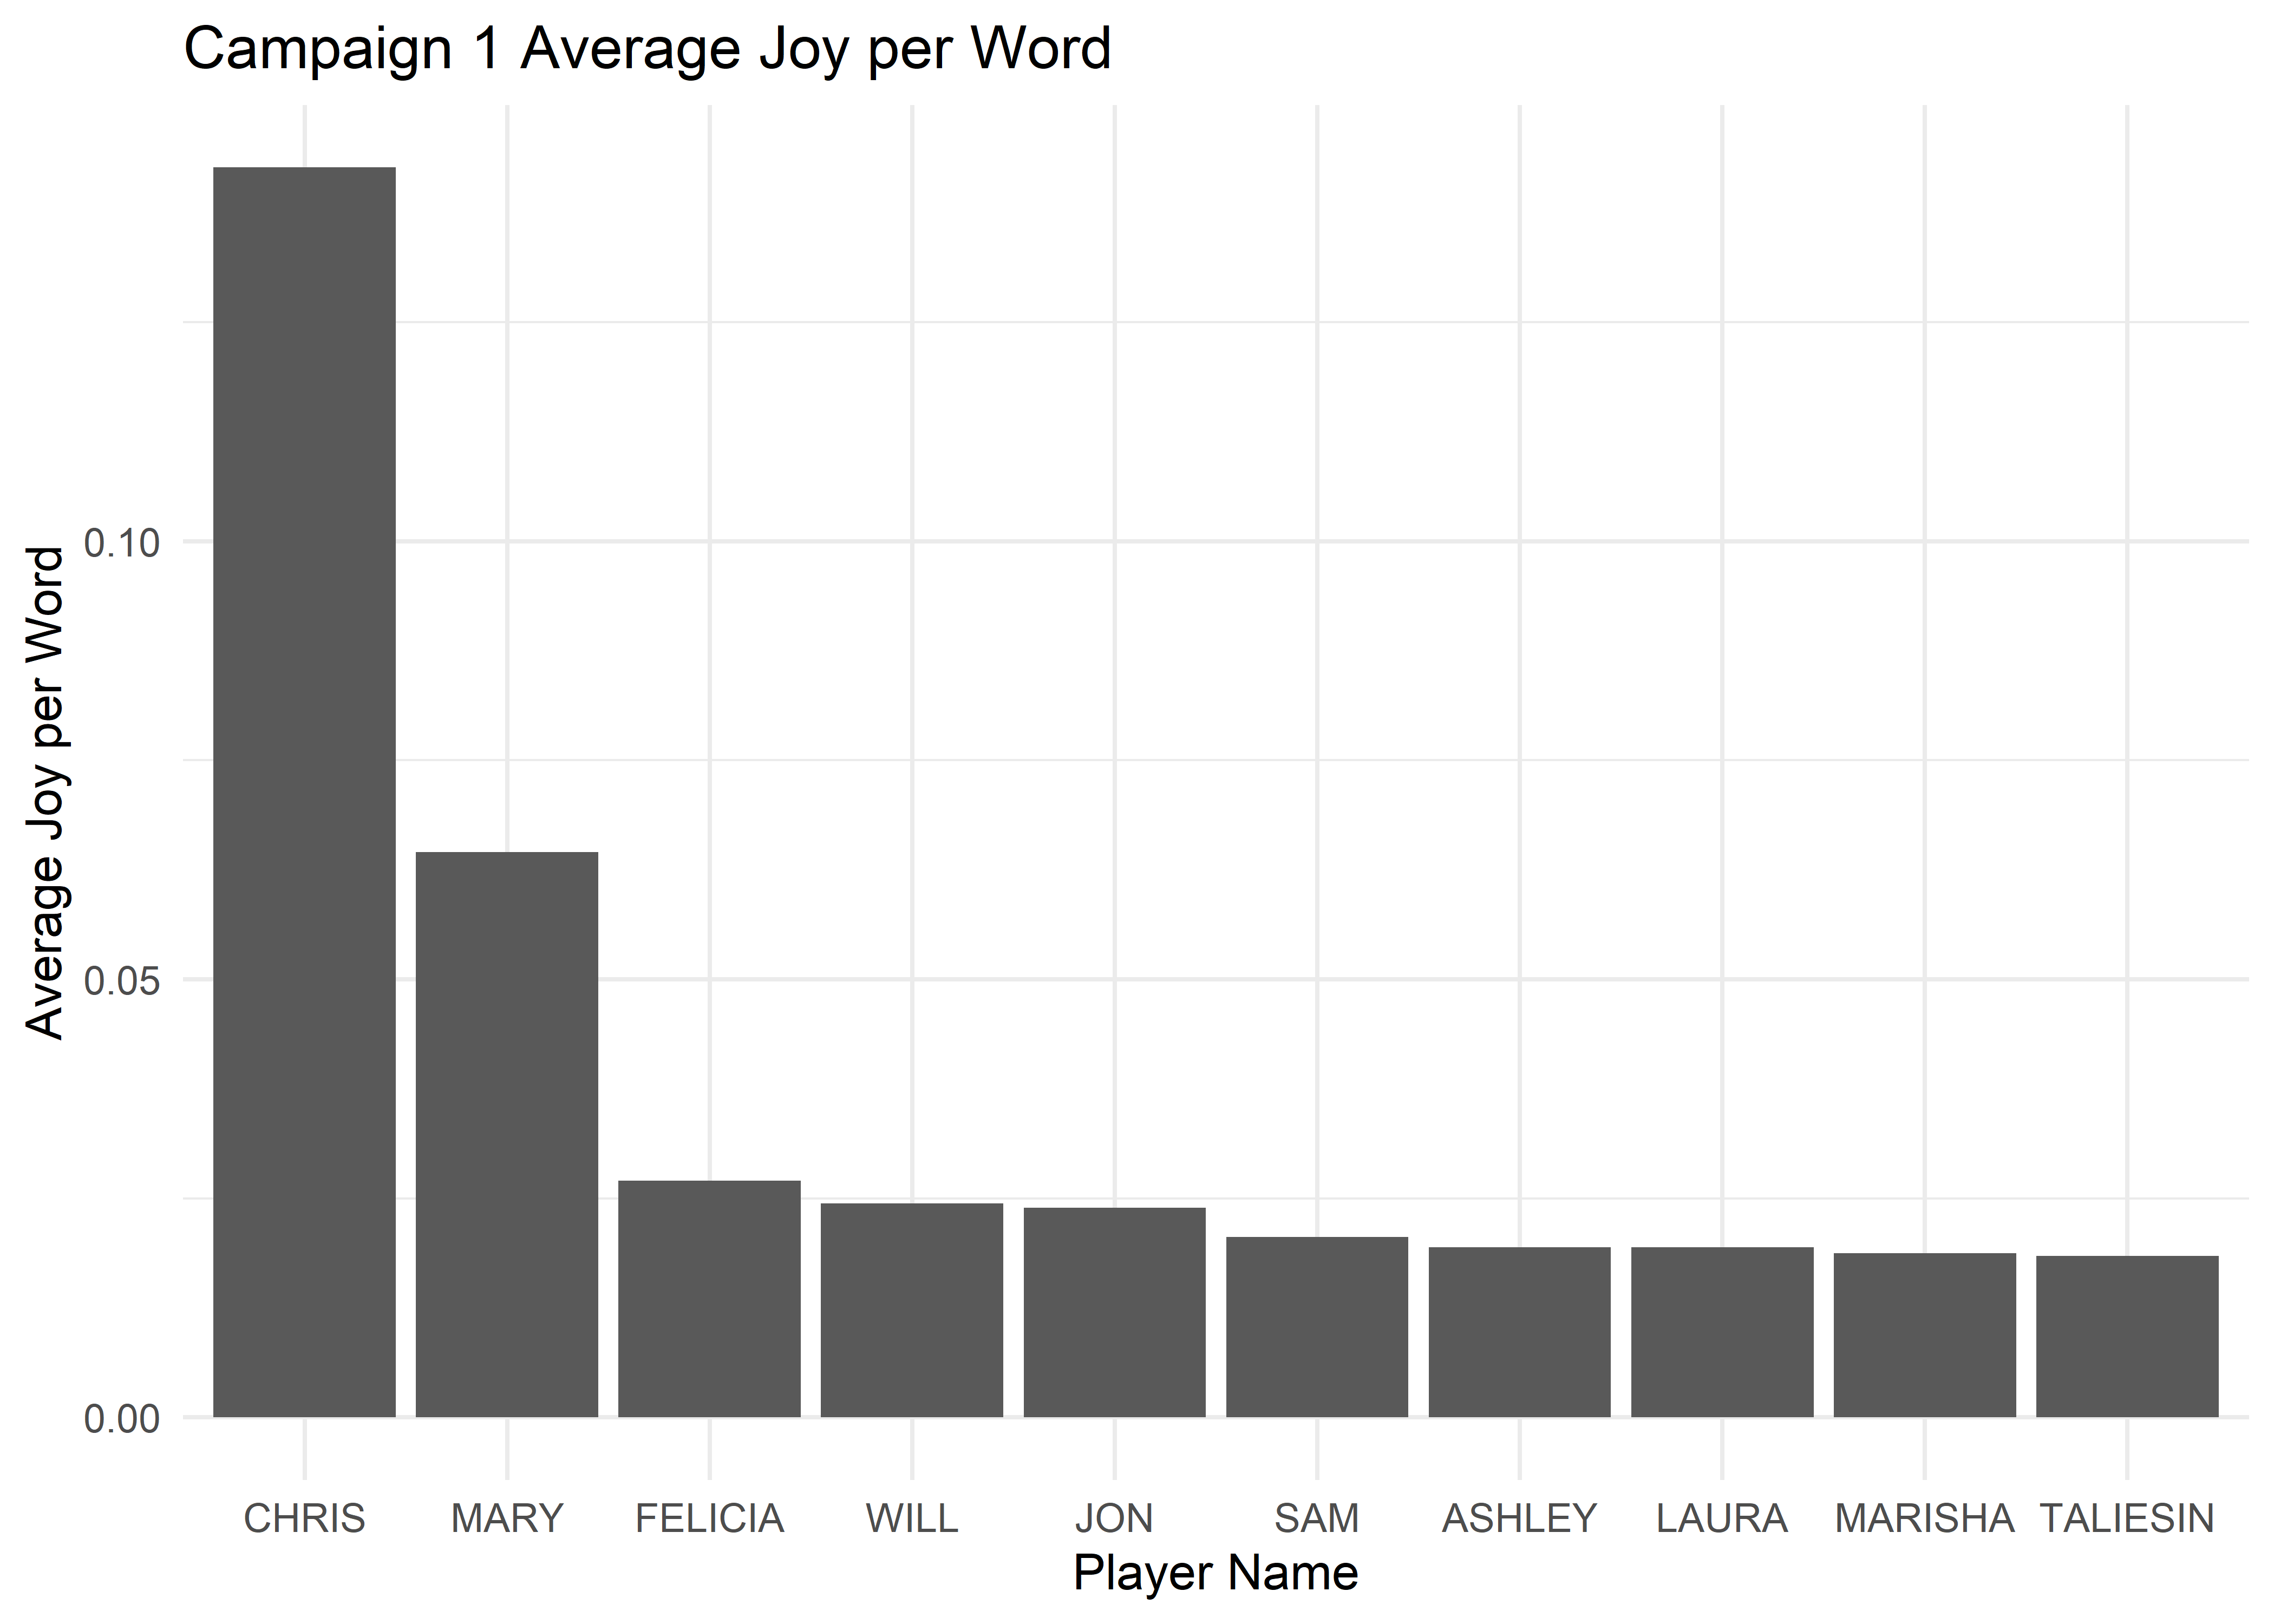 Campaign 1 Average Joy per Word
Average Joy per Word
0.10
0.05
0.00
CHRIS MARY FELICIA WILL JON SAM ASHLEY LAURA MARISHA TALIESIN
Player Name